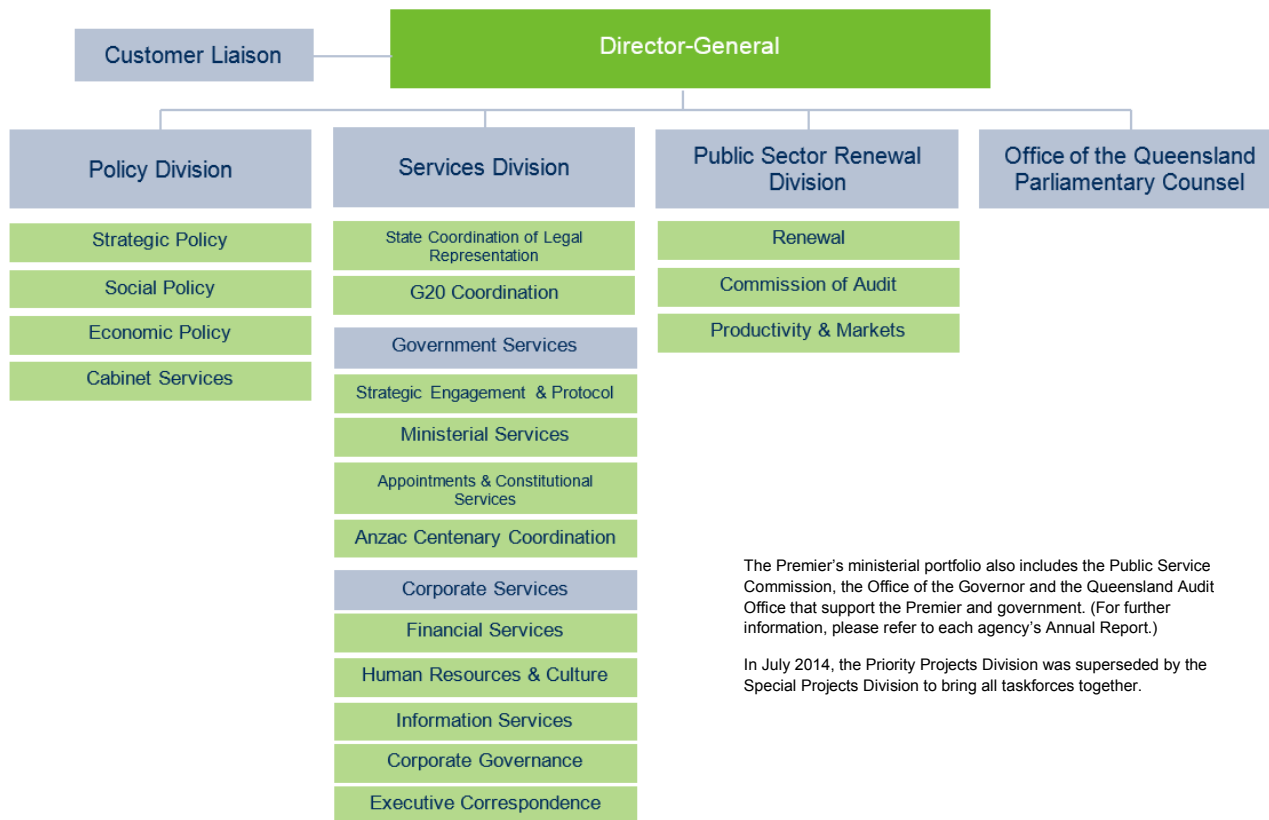 Customer Liaison
Director-General
Policy Division
Strategic Policy
Social Policy
Economic Policy
Cabinet Services
Services Division
State Coordination of Legal
Representation
G20 Coordination
Government Services
Strategic Engagement & Protocol
Ministerial Services
Appointments & Constitutional
Services
Anzac Centenary Coordination
Corporate Services
Financial Services
Human Resources & Culture
Information Services
Corporate Governance
Executive Correspondence
Public Sector Renewal
Division
Renewal
Commission of Audit
Productivity & Markets
Office of the Queensland
Parliamentary Counsel
The Premier’s ministerial portfolio also includes the Public Service
Commission, the Office of the Governor and the Queensland Audit
Office that support the Premier and government. (For further
information, please refer to each agency’s Annual Report.)
In July 2014, the Priority Projects Division was superseded by the
Special Projects Division to bring all taskforces together.